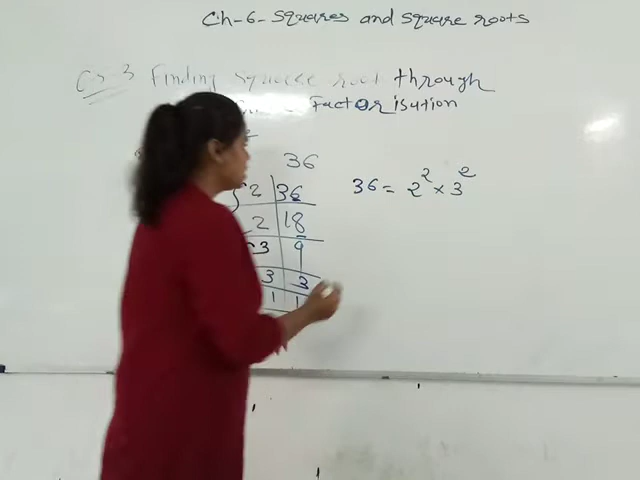 Ch-6-Squares and Square roots
Finding Square root through
Factorisution
36
2 36
2 18
3 9
3 3
1 1
36 = 2² × 3²